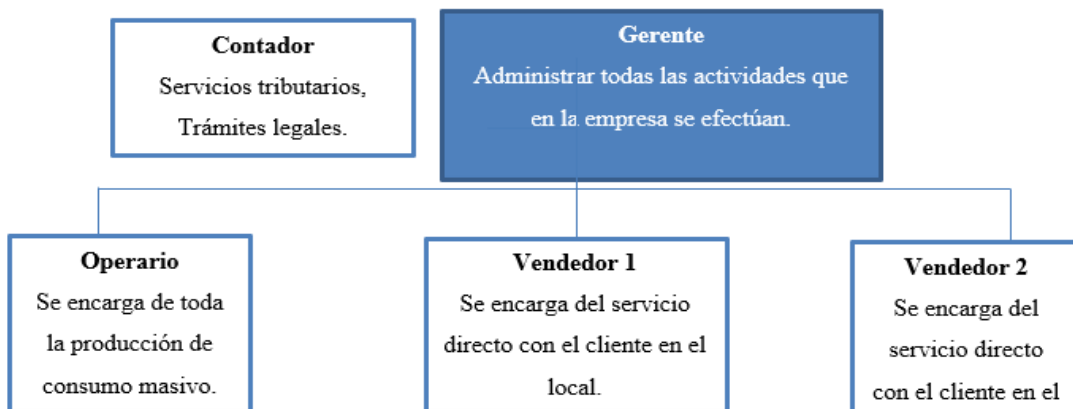 Contador
Servicios tributarios,
Trámites legales.
Gerente
Administrar todas las actividades que
en la empresa se efectúan.
Operario
Se encarga de toda
la producción de
consumo masivo.
Vendedor 1
Se encarga del servicio
directo con el cliente en el
local.
Vendedor 2
Se encarga del
servicio directo
con el cliente en el